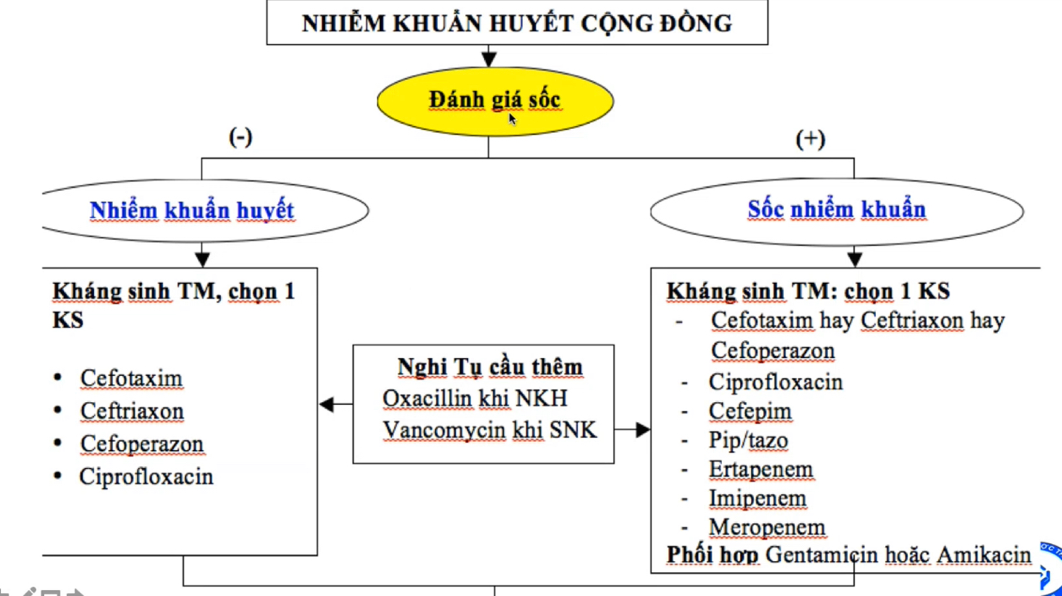 NHIỄM KHUẨN HUYẾT CỘNG ĐỒNG
Đánh giá sốc
(-)
(+)
Nhiễm khuẩn huyết
Sốc nhiễm khuẩn
Kháng sinh TM, chọn 1
KS
• Cefotaxim
• Ceftriaxon
• Cefoperazon
• Ciprofloxacin
Nghi Tụ cầu thêm
Oxacillin khi NKH
Vancomycin khi SNK
Kháng sinh TM: chọn 1 KS
- Cefotaxim hay Ceftriaxon hay
Cefoperazon
- Ciprofloxacin
- Cefepim
- Pip/tazo
- Ertapenem
- Imipenem
- Meropenem
Phối hợp Gentamicin hoặc Amikacin